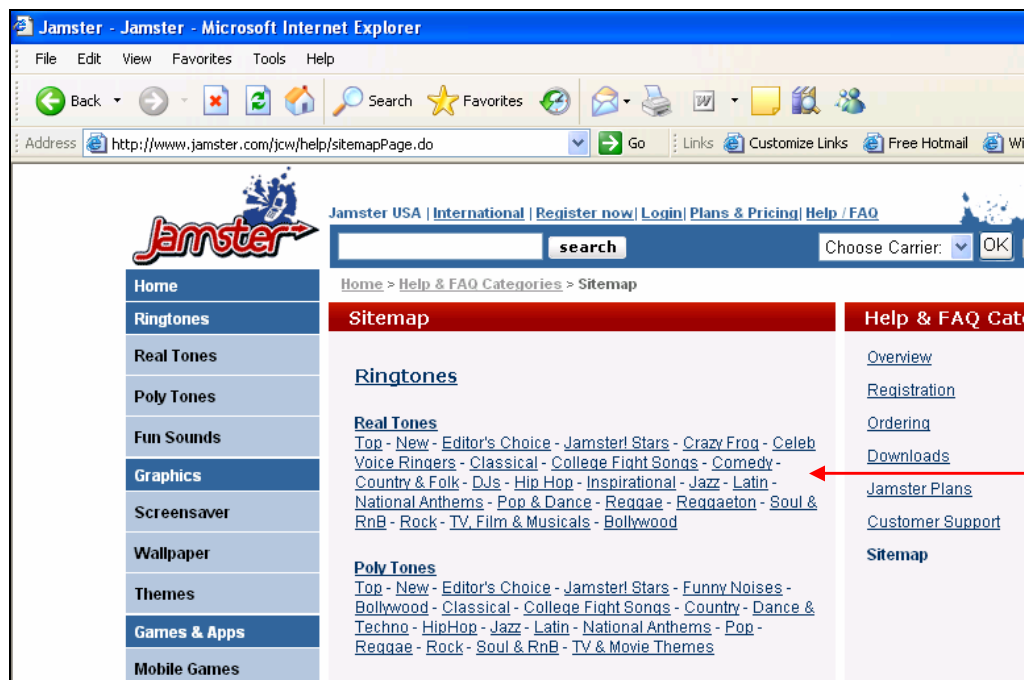 Jamster - Jamster - Microsoft Internet Explorer
File Edit View Favorites Tools Help
Back Search Favorites
Address http://www.jamster.com/jcw/help/sitemapPage.do Go Links Customize Links Free Hotmail
Jamster
Jamster USA | International | Register now| Login| Plans & Pricing| Help / FAQ
search Choose Carrier: OK
Home
Ringtones
Real Tones
Poly Tones
Fun Sounds
Graphics
Screensaver
Wallpaper
Themes
Games & Apps
Mobile Games
Home > Help & FAQ Categories > Sitemap
Sitemap
Ringtones
Real Tones
Top - New - Editor's Choice - Jamster! Stars - Crazy Frog - Celeb
Voice Ringers - Classical - College Fight Songs - Comedy -
Country & Folk - DJs - Hip Hop - Inspirational - Jazz - Latin -
National Anthems - Pop & Dance - Reggae - Reggaeton - Soul &
RnB - Rock - TV, Film & Musicals - Bollywood
Poly Tones
Top - New - Editor's Choice - Jamster! Stars - Funny Noises -
Bollywood - Classical - College Fight Songs - Country - Dance &
Techno - HipHop - Jazz - Latin - National Anthems - Pop -
Reggae - Rock - Soul & RnB - TV & Movie Themes
Help & FAQ
Overview
Registration
Ordering
Downloads
Jamster Plans
Customer Support
Sitemap